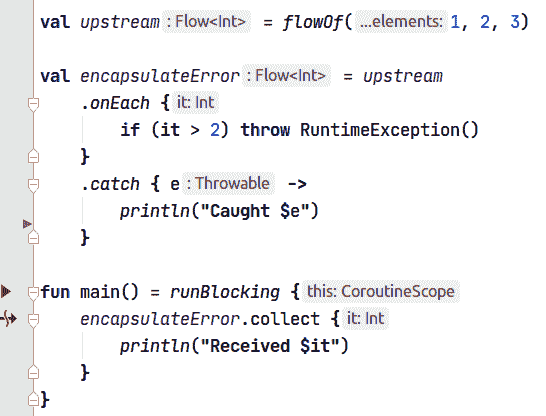 val upstream : Flow<Int> = flowOf( ...elements: 1, 2, 3)
val encapsulateError : Flow<Int> = upstream
.onEach { it: Int
if (it > 2) throw RuntimeException()
}
.catch { e : Throwable ->
println("Caught $e")
}
fun main() = runBlocking { this: CoroutineScope
encapsulateError.collect { it: Int
println("Received $it")
}
}